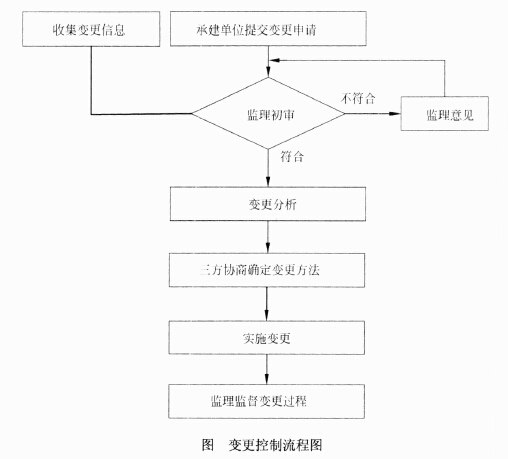 收集变更信息
承建单位提交变更申请
监理初审
不符合
监理意见
符合
变更分析
三方协商确定变更方法
实施变更
监理监督变更过程
图 变更控制流程图